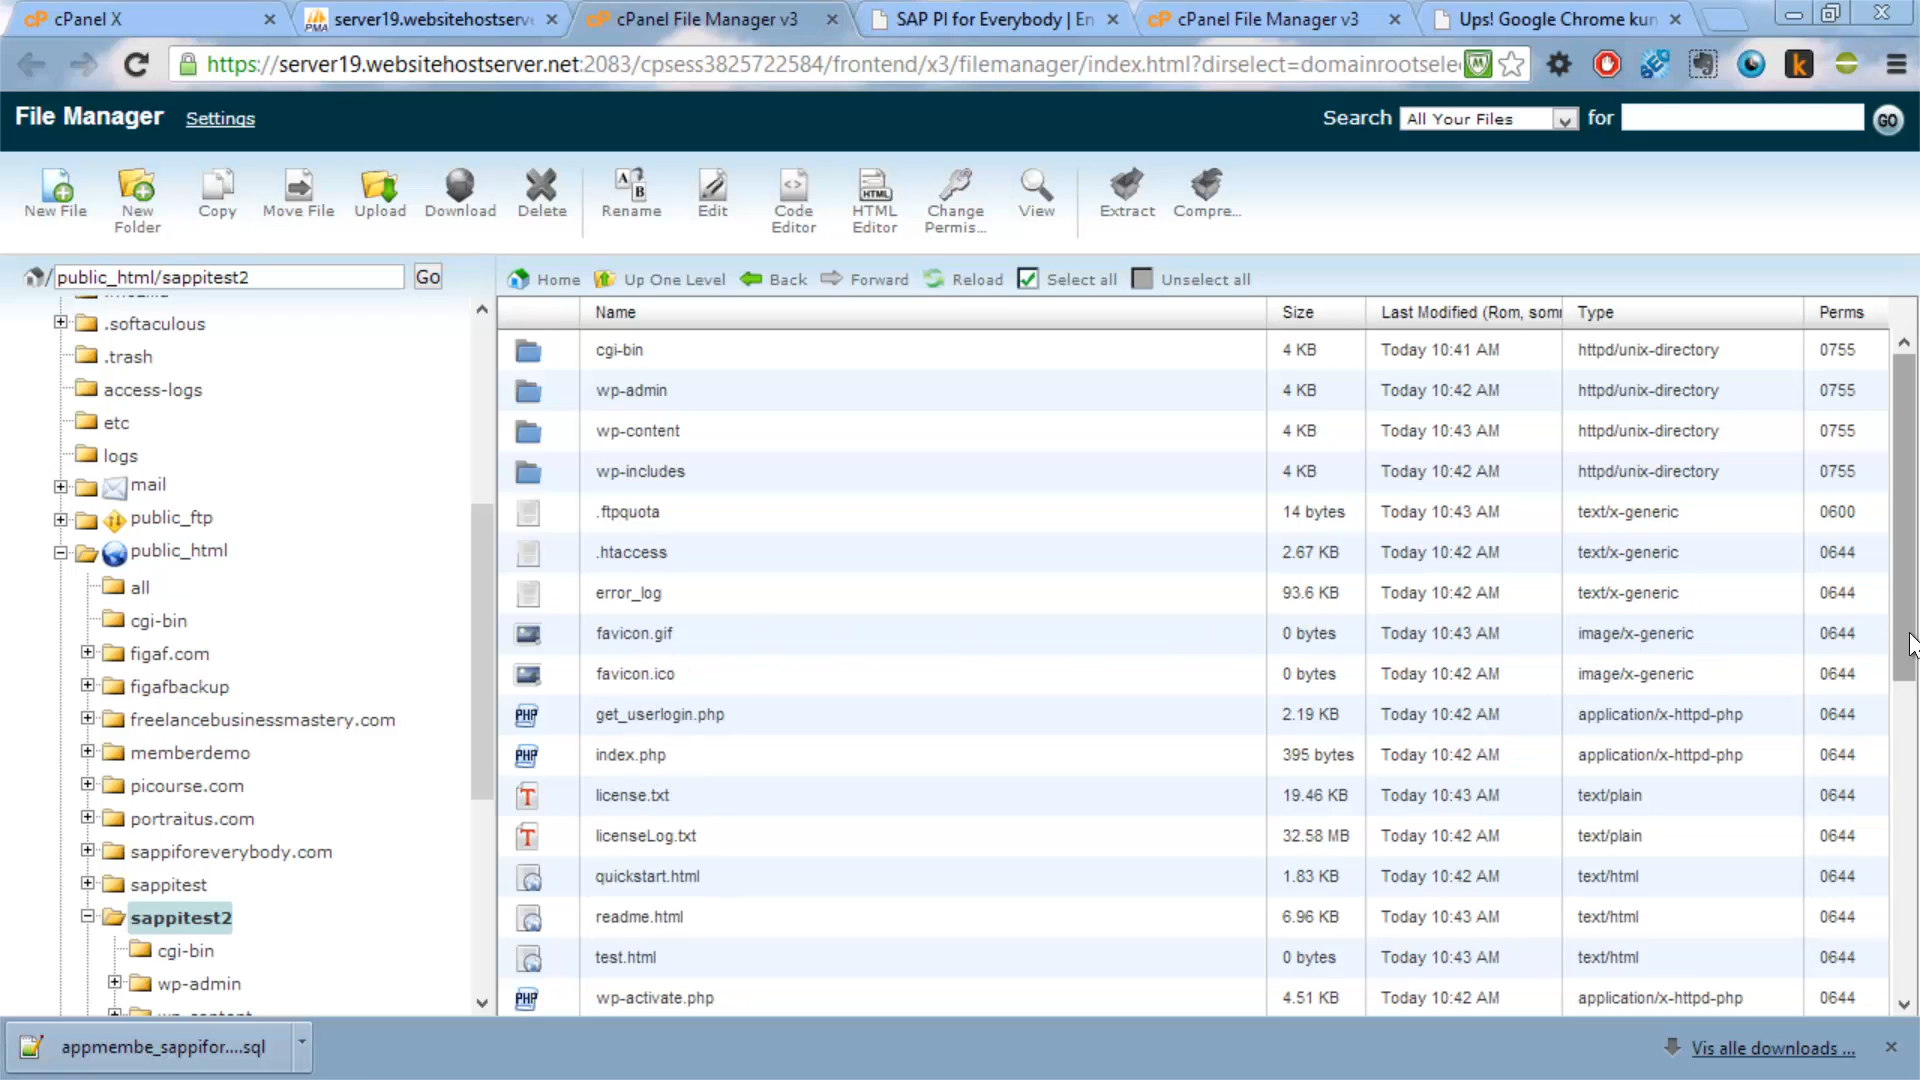 cPanel X
server19.websitehostserv
cPanel File Manager v3
SAP PI for Everybody | En
cPanel File Manager v3
Ups! Google Chrome kun
https://server19.websitehostserver.net:2083/cpsess3825722584/frontend/x3/filemanager/index.html?dirselect=domainrootsele
File Manager
Settings
Search
All Your Files
for
GO
New File
New
Folder
Copy
Move File
Upload
Download
Delete
Rename
Edit
Code
Editor
HTML
Editor
Change
Permis...
View
Extract
Compre...
/
public_html/sappitest2
Go
Home
Up One Level
Back
Forward
Reload
Select all
Unselect all
.softaculous
.trash
access-logs
etc
logs
mail
public_ftp
public_html
all
cgi-bin
figaf.com
figafbackup
freelancebusinessmastery.com
memberdemo
picourse.com
portraitus.com
sappiforeverybody.com
sappitest
sappitest2
cgi-bin
wp-admin
Name Size Last Modified (Rom, som Type Perms
cgi-bin 4 KB Today 10:41 AM httpd/unix-directory 0755
wp-admin 4 KB Today 10:42 AM httpd/unix-directory 0755
wp-content 4 KB Today 10:43 AM httpd/unix-directory 0755
wp-includes 4 KB Today 10:42 AM httpd/unix-directory 0755
.ftpquota 14 bytes Today 10:43 AM text/x-generic 0600
.htaccess 2.67 KB Today 10:42 AM text/x-generic 0644
error_log 93.6 KB Today 10:42 AM text/x-generic 0644
favicon.gif 0 bytes Today 10:43 AM image/x-generic 0644
favicon.ico 0 bytes Today 10:43 AM image/x-generic 0644
get_userlogin.php 2.19 KB Today 10:42 AM application/x-httpd-php 0644
index.php 395 bytes Today 10:42 AM application/x-httpd-php 0644
license.txt 19.46 KB Today 10:43 AM text/plain 0644
licenseLog.txt 32.58 MB Today 10:42 AM text/plain 0644
quickstart.html 1.83 KB Today 10:42 AM text/html 0644
readme.html 6.96 KB Today 10:42 AM text/html 0644
test.html 0 bytes Today 10:43 AM text/html 0644
wp-activate.php 4.51 KB Today 10:42 AM application/x-httpd-php 0644
appmembe_sappifor....sql
Vis alle downloads ...